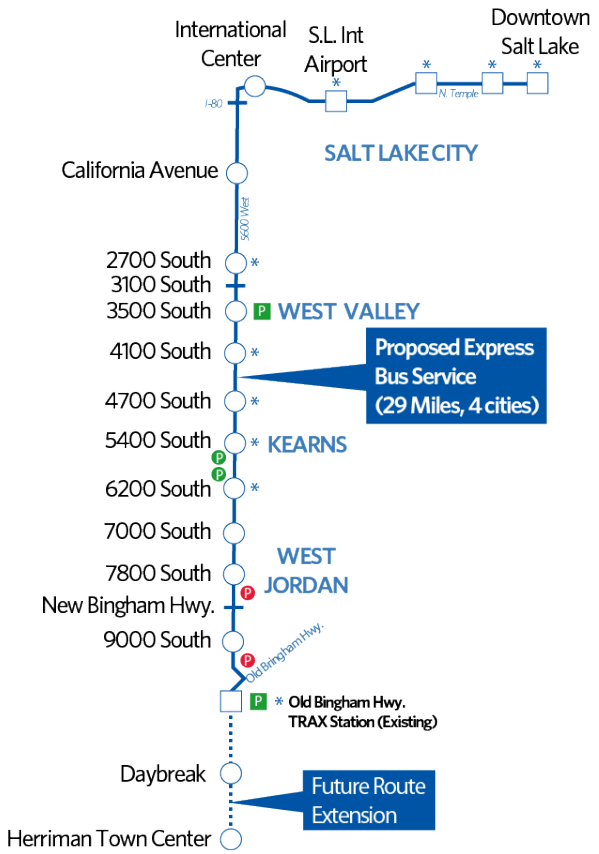 Downtown
Salt Lake
*
*
*
International
Center
S.L. Int
Airport
*
I-80
N. Temple
SALT LAKE CITY
California Avenue
5600 West
2700 South
*
3100 South
3500 South
P
WEST VALLEY
4100 South
*
Proposed Express
Bus Service
(29 Miles, 4 cities)
4700 South
*
5400 South
*
KEARNS
P
P
6200 South
*
7000 South
7800 South
WEST
JORDAN
P
New Bingham Hwy.
9000 South
P
Old Bringham Hwy.
P
* Old Bingham Hwy.
TRAX Station (Existing)
Daybreak
Future Route
Extension
Herriman Town Center